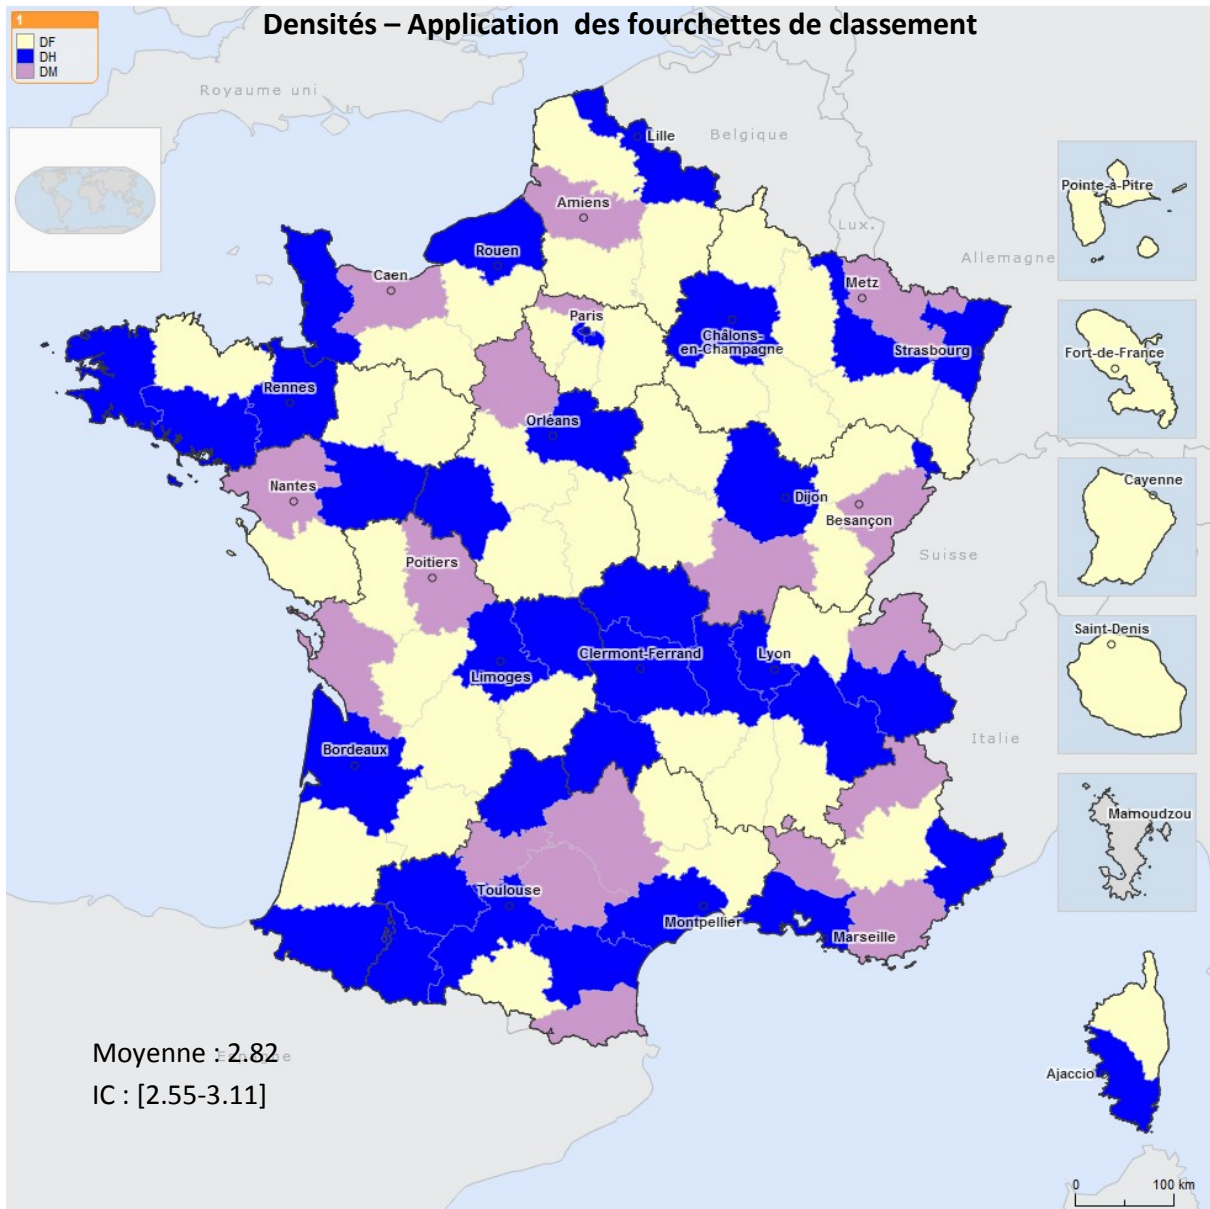 Densités – Application des fourchettes de classement
1
DF
DH
DM
Royaume uni
Belgique
Lille
Amiens
Lux.
Allemagne
Pointe-à-Pitre
Rouen
Caen
Metz
Paris
Châlons-
en-Champagne
Strasbourg
Fort-de-France
Rennes
Orléans
Nantes
Dijon
Besançon
Cayenne
Suisse
Poitiers
Saint-Denis
Clermont-Ferrand
Lyon
Limoges
Italie
Bordeaux
Mamoudzou
Toulouse
Montpellier
Marseille
Moyenne : 2.82
IC : [2.55-3.11]
Ajaccio
0 100 km